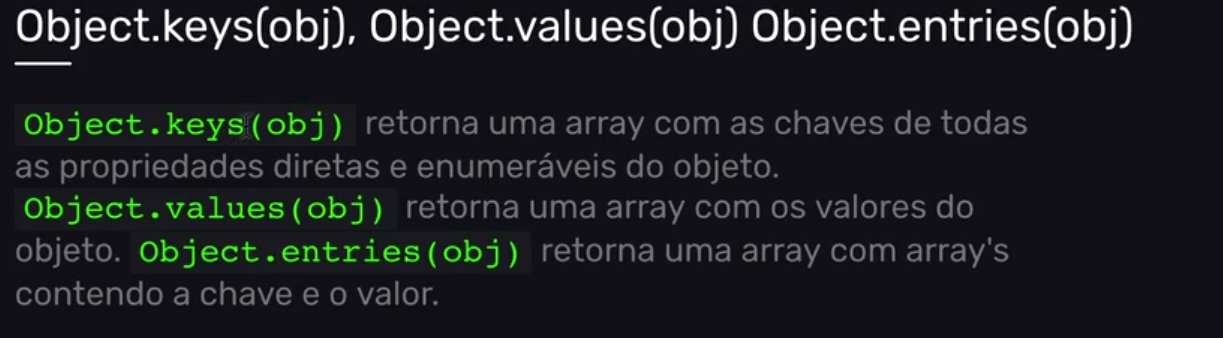 Object.keys(obj), Object.values(obj) Object.entries(obj)
Object.keys(obj) retorna uma array com as chaves de todas
as propriedades diretas e enumeráveis do objeto.
Object.values(obj) retorna uma array com os valores do
objeto. Object.entries(obj) retorna uma array com array's
contendo a chave e o valor.